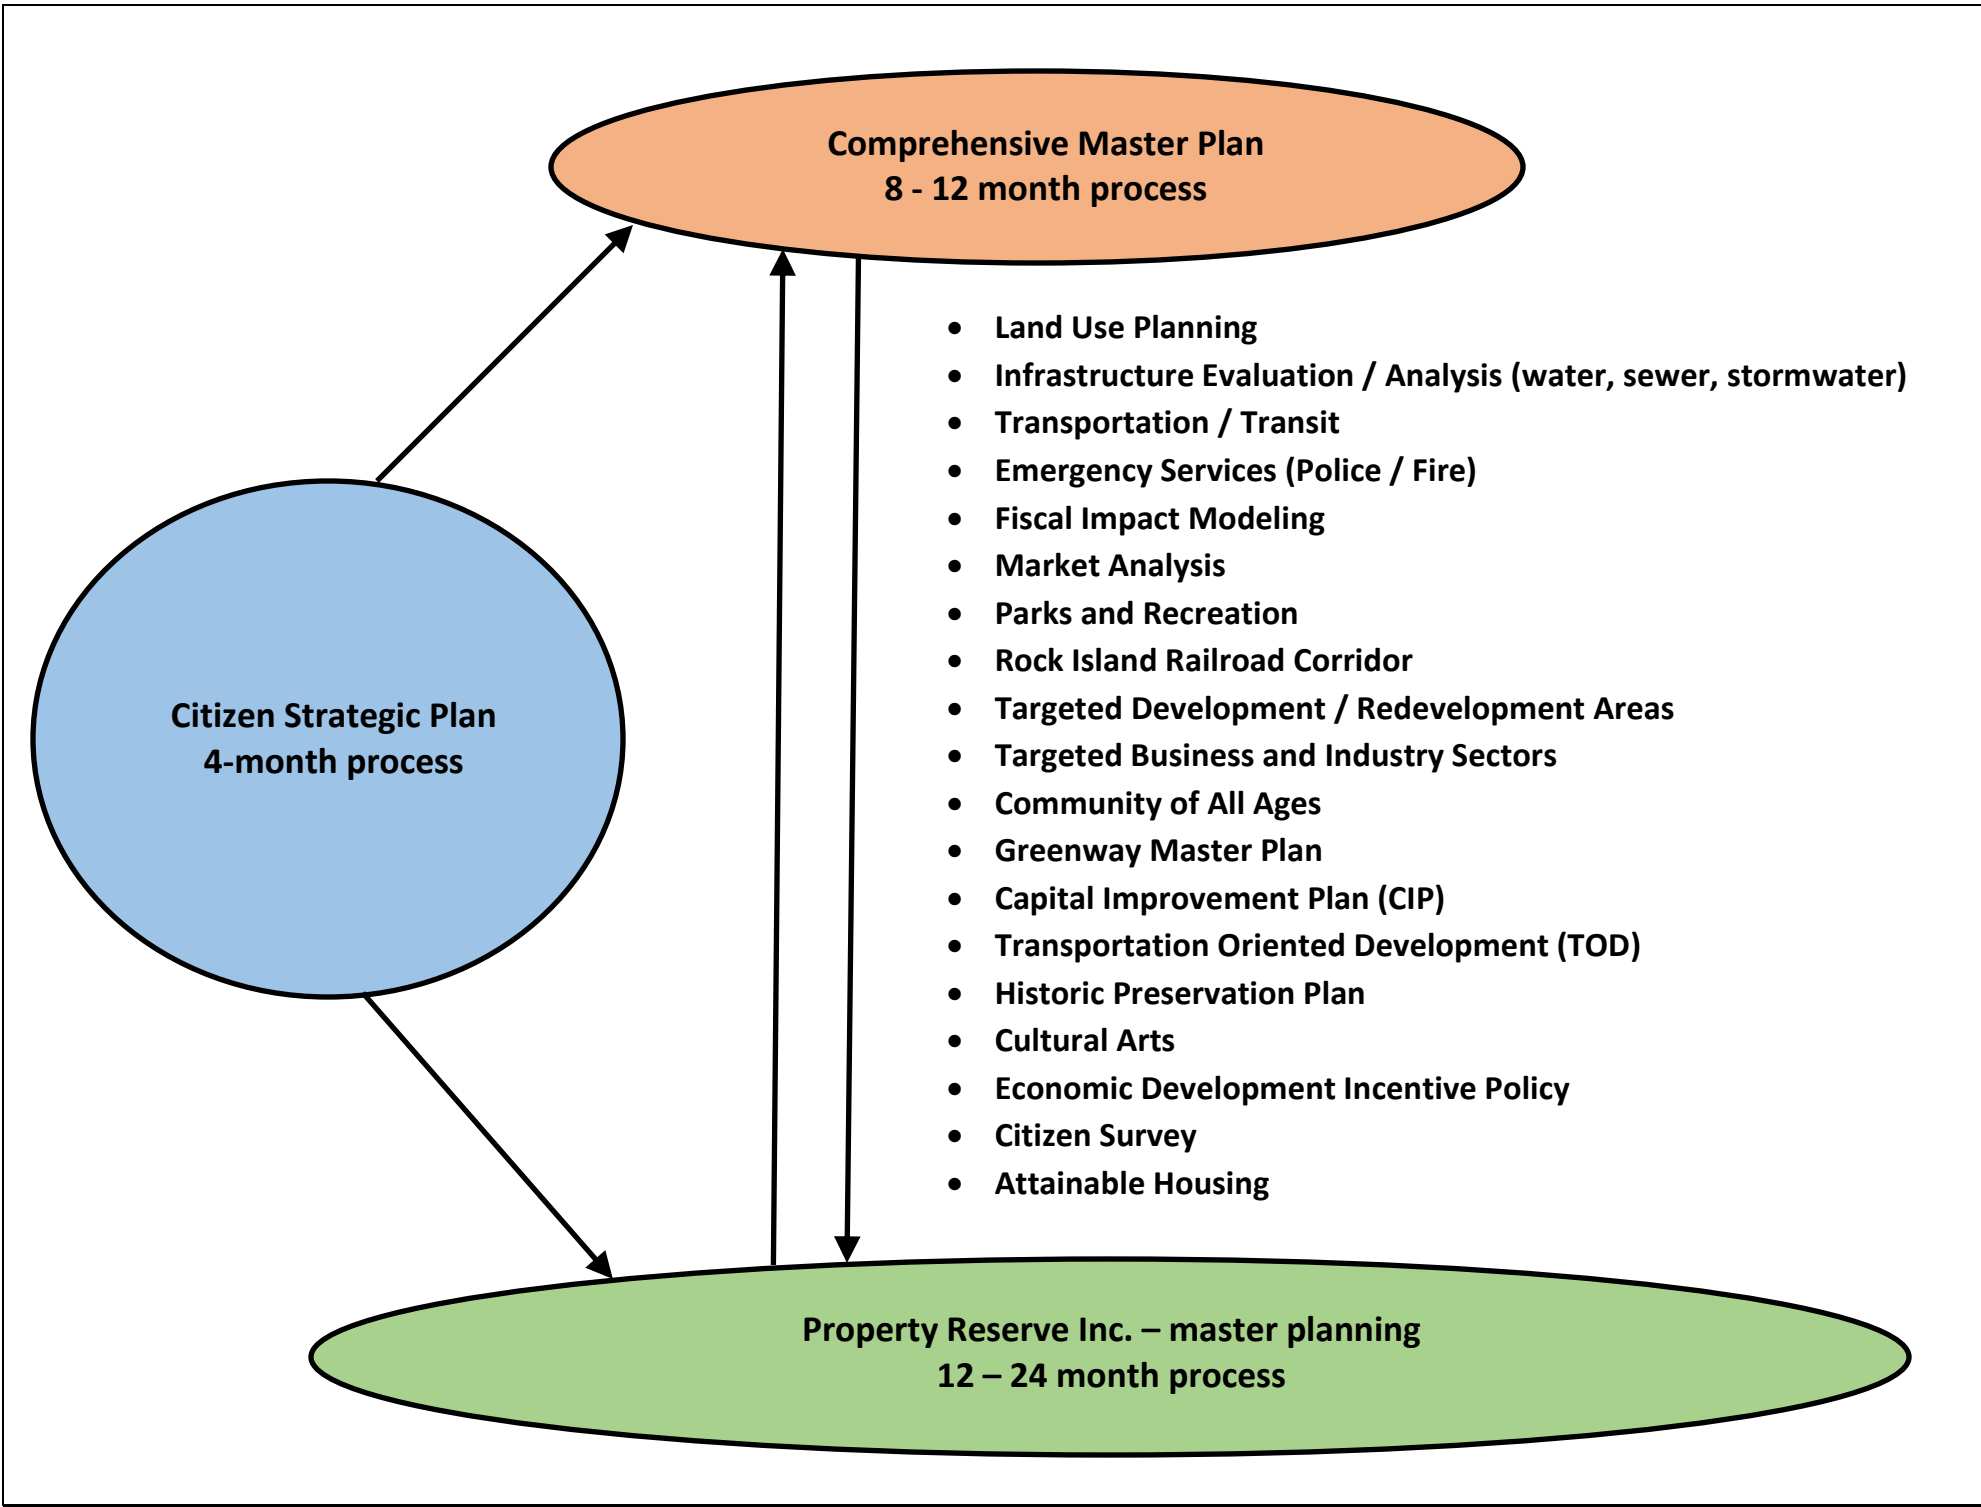 Comprehensive Master Plan
8 - 12 month process
• Land Use Planning
• Infrastructure Evaluation / Analysis (water, sewer, stormwater)
• Transportation / Transit
• Emergency Services (Police / Fire)
• Fiscal Impact Modeling
• Market Analysis
• Parks and Recreation
• Rock Island Railroad Corridor
• Targeted Development / Redevelopment Areas
• Targeted Business and Industry Sectors
• Community of All Ages
• Greenway Master Plan
• Capital Improvement Plan (CIP)
• Transportation Oriented Development (TOD)
• Historic Preservation Plan
• Cultural Arts
• Economic Development Incentive Policy
• Citizen Survey
• Attainable Housing
Citizen Strategic Plan
4-month process
Property Reserve Inc. – master planning
12 – 24 month process